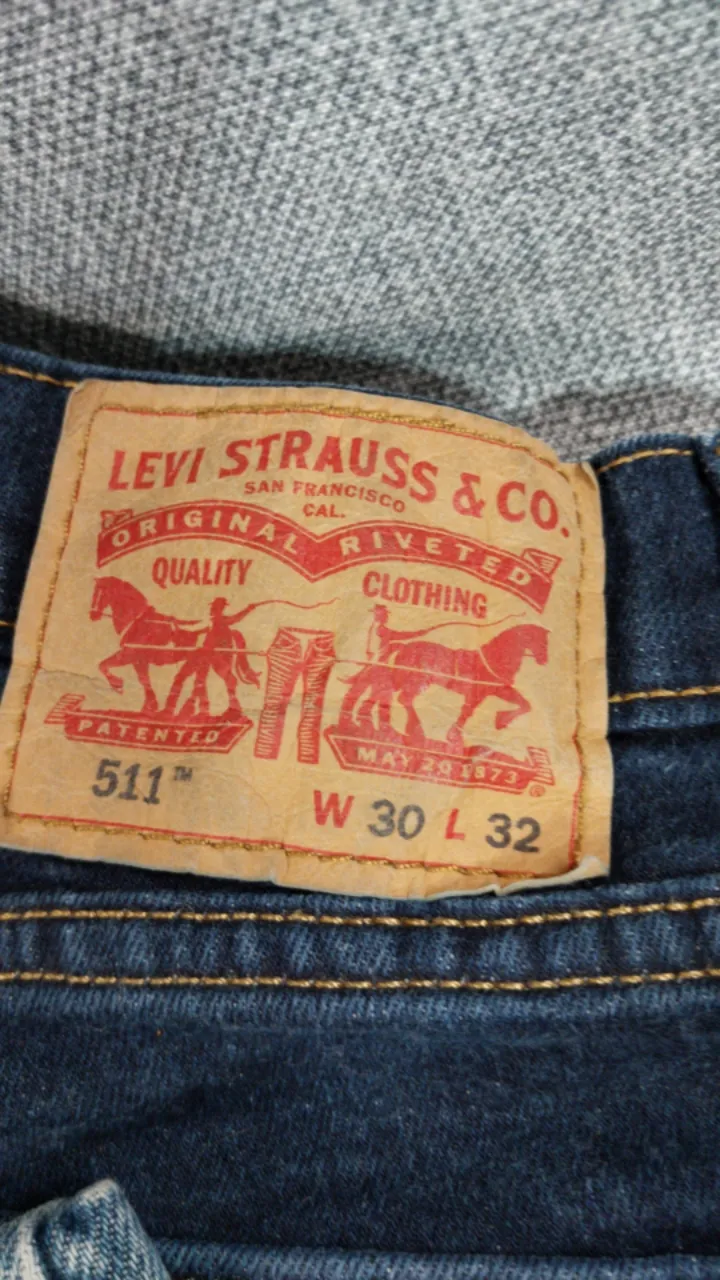 LEVI STRAUSS & CO.
SAN FRANCISCO
CAL.
ORIGINAL RIVETED
QUALITY CLOTHING
PATENTED MAY 20 1873 ®
511™ W 30 L 32